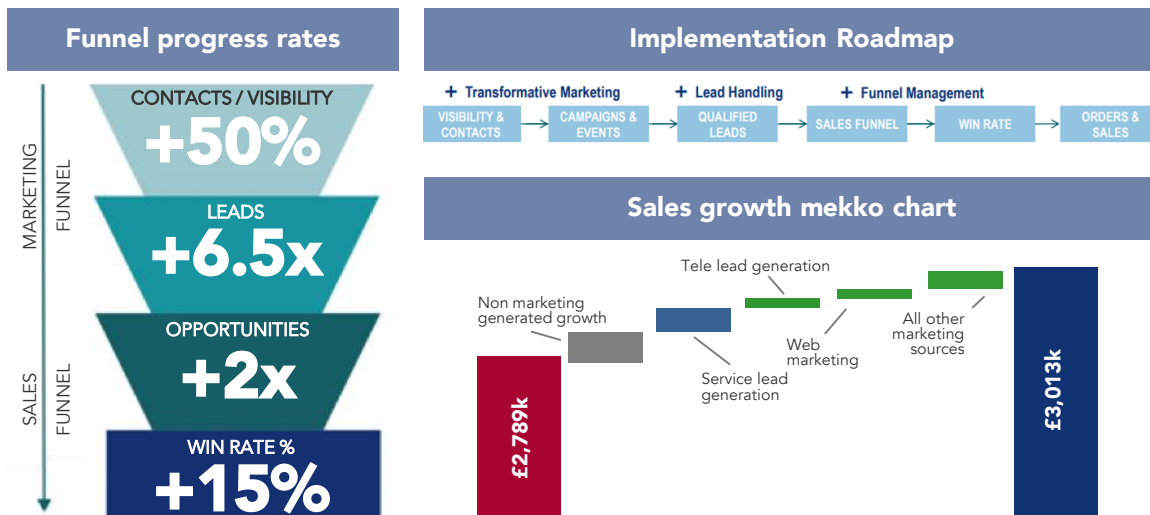 Funnel progress rates
MARKETING
FUNNEL
SALES
FUNNEL
CONTACTS / VISIBILITY
+50%
LEADS
+6.5x
OPPORTUNITIES
+2x
WIN RATE %
+15%
Implementation Roadmap
+ Transformative Marketing
+ Lead Handling
+ Funnel Management
VISIBILITY &
CONTACTS
CAMPAIGNS &
EVENTS
QUALIFIED
LEADS
SALES FUNNEL
WIN RATE
ORDERS &
SALES
Sales growth mekko chart
£2,789k
Non marketing
generated growth
Service lead
generation
Tele lead generation
Web
marketing
All other
marketing
sources
£3,013k